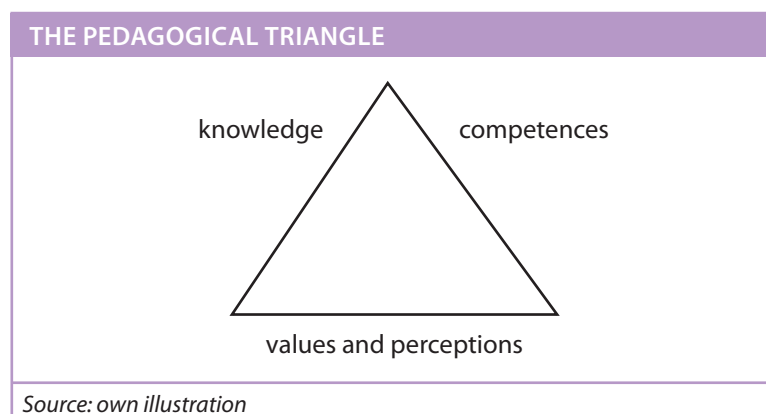 THE PEDAGOGICAL TRIANGLE
knowledge competences
values and perceptions
Source: own illustration